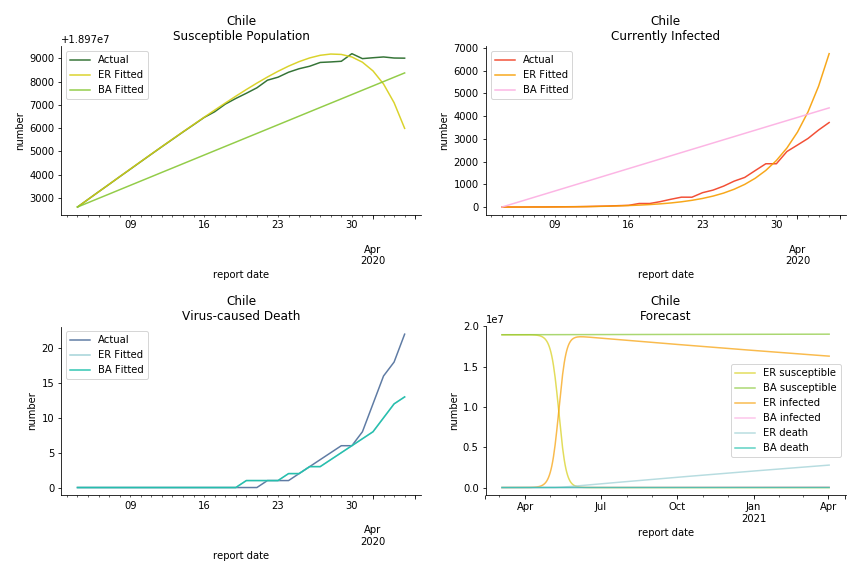 Chile
Susceptible Population
+1.897e7
Actual
ER Fitted
BA Fitted
9000
8000
7000
6000
5000
4000
3000
number
09
16
23
30
Apr
2020
report date
Chile
Currently Infected
Actual
ER Fitted
BA Fitted
7000
6000
5000
4000
3000
2000
1000
0
number
09
16
23
30
Apr
2020
report date
Chile
Virus-caused Death
Actual
ER Fitted
BA Fitted
20
15
10
5
0
number
09
16
23
30
Apr
2020
report date
Chile
Forecast
1e7
2.0
1.5
1.0
0.5
0.0
number
ER susceptible
BA susceptible
ER infected
BA infected
ER death
BA death
Apr
Jul
Oct
Jan
2021
Apr
report date